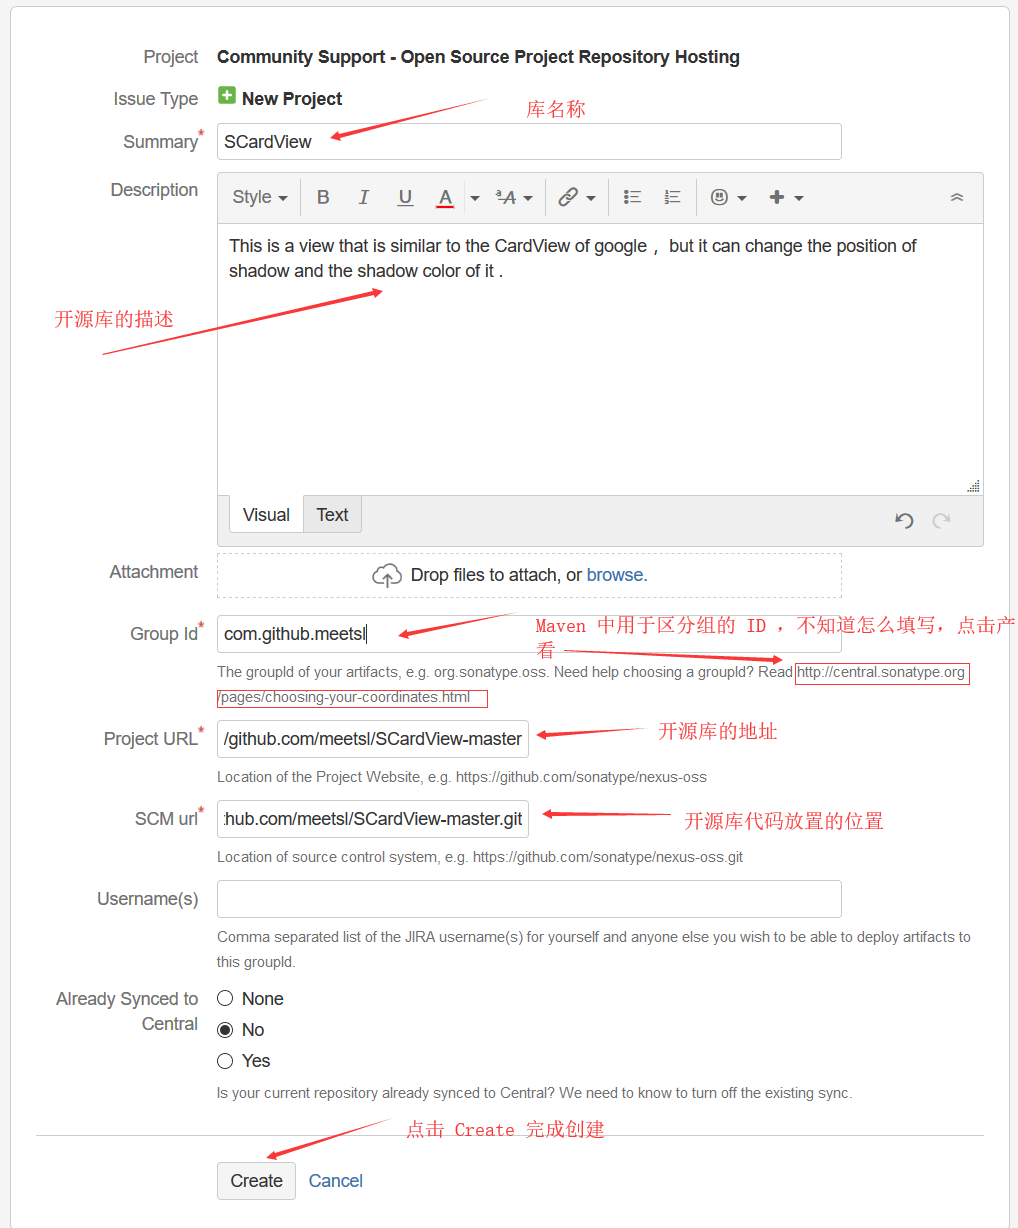 Project Community Support - Open Source Project Repository Hosting
Issue Type New Project
库名称
Summary* SCardView
Description Style B I U A ªA
This is a view that is similar to the CardView of google ，but it can change the position of
shadow and the shadow color of it .
开源库的描述
Visual Text
Attachment Drop files to attach, or browse.
Group Id* com.github.meetsl
Maven 中用于区分组的 ID ，不知道怎么填写，点击产
看
The groupId of your artifacts, e.g. org.sonatype.oss. Need help choosing a groupId? Read http://central.sonatype.org
/pages/choosing-your-coordinates.html
Project URL* /github.com/meetsl/SCardView-master
开源库的地址
Location of the Project Website, e.g. https://github.com/sonatype/nexus-oss
SCM url* thub.com/meetsl/SCardView-master.git
开源库代码放置的位置
Location of source control system, e.g. https://github.com/sonatype/nexus-oss.git
Username(s)
Comma separated list of the JIRA username(s) for yourself and anyone else you wish to be able to deploy artifacts to
this groupId.
Already Synced to
Central
None
No
Yes
Is your current repository already synced to Central? We need to know to turn off the existing sync.
点击 Create 完成创建
Create Cancel